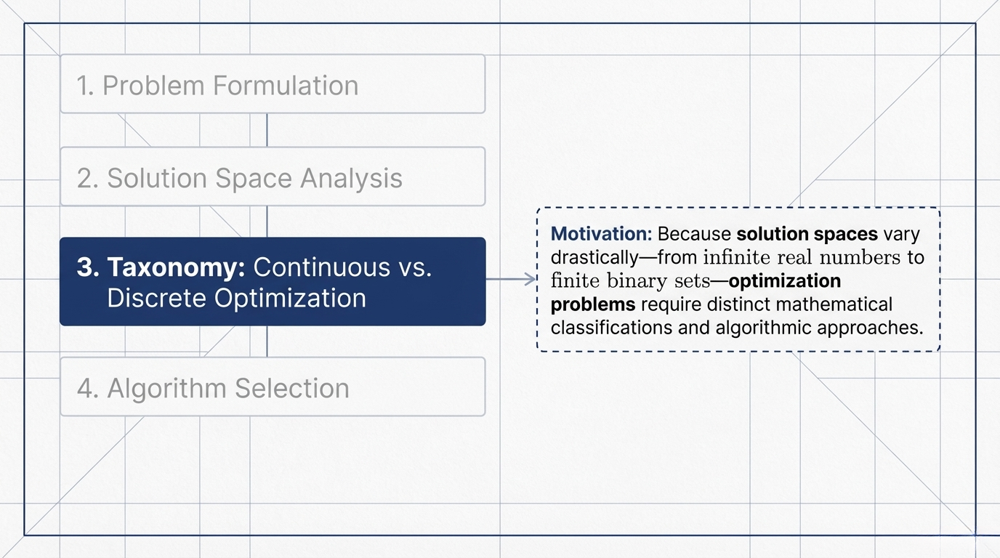 1. Problem Formulation
2. Solution Space Analysis
3. Taxonomy: Continuous vs.
Discrete Optimization
4. Algorithm Selection
Motivation: Because solution spaces vary
drastically—from infinite real numbers to
finite binary sets—optimization
problems require distinct mathematical
classifications and algorithmic approaches.